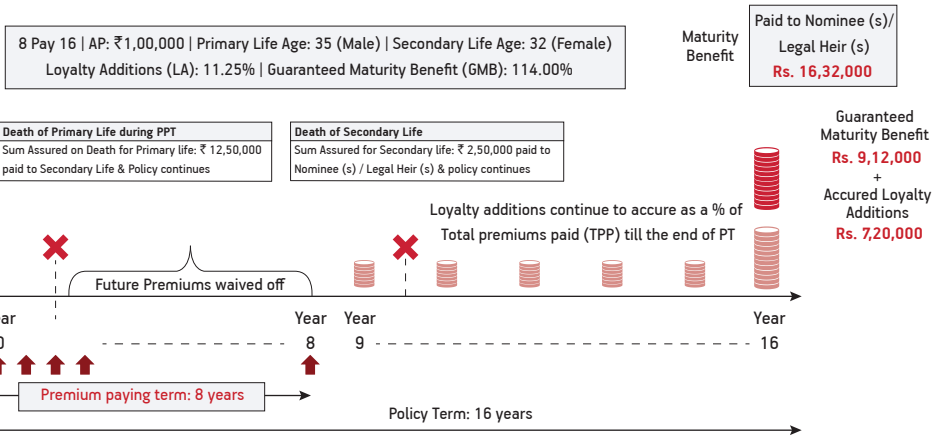 8 Pay 16 | AP: ₹1,00,000 | Primary Life Age: 35 (Male) | Secondary Life Age: 32 (Female)
Loyalty Additions (LA): 11.25% | Guaranteed Maturity Benefit (GMB): 114.00%
Maturity
Benefit
Paid to Nominee (s)/
Legal Heir (s)
Rs. 16,32,000
Death of Primary Life during PPT
Sum Assured on Death for Primary life: ₹ 12,50,000
paid to Secondary Life & Policy continues
Death of Secondary Life
Sum Assured for Secondary life: ₹ 2,50,000 paid to
Nominee (s) / Legal Heir (s) & policy continues
Guaranteed
Maturity Benefit
Rs. 9,12,000
+
Accured Loyalty
Additions
Rs. 7,20,000
Loyalty additions continue to accure as a % of
Total premiums paid (TPP) till the end of PT
Future Premiums waived off
ar
Year
Year
Year
8
9
16
Premium paying term: 8 years
Policy Term: 16 years